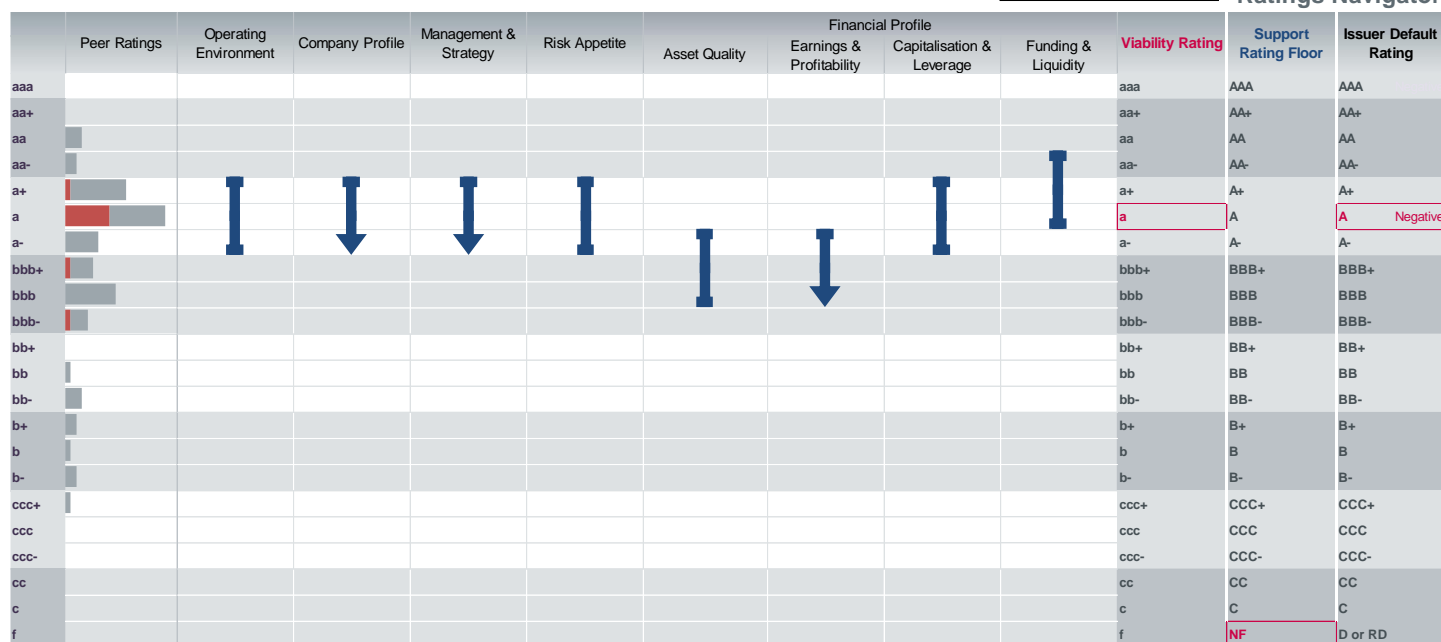 Ratings Navigator
Peer Ratings
Operating
Environment
Company Profile
Management &
Strategy
Risk Appetite
Financial Profile
Asset Quality
Earnings &
Profitability
Capitalisation &
Leverage
Funding &
Liquidity
Viability Rating
Support
Rating Floor
Issuer Default
Rating
aaa aaa AAA AAA
aa+ aa+ AA+ AA+
aa aa AA AA
aa- aa- AA- AA-
a+ a+ A+ A+
a a A A Negative
a- a- A- A-
bbb+ bbb+ BBB+ BBB+
bbb bbb BBB BBB
bbb- bbb- BBB- BBB-
bb+ bb+ BB+ BB+
bb bb BB BB
bb- bb- BB- BB-
b+ b+ B+ B+
b b B B
b- b- B- B-
ccc+ ccc+ CCC+ CCC+
ccc ccc CCC CCC
ccc- ccc- CCC- CCC-
cc cc CC CC
c c C C
f f NF D or RD